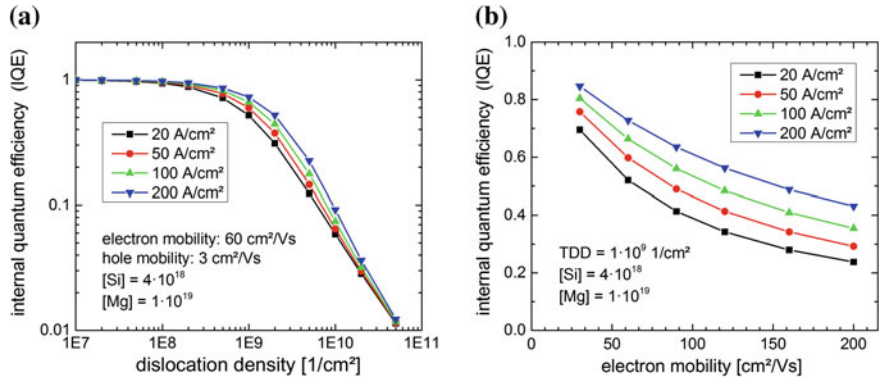 (a)
internal quantum efficiency (IQE)
1
0.1
0.01
20 A/cm²
50 A/cm²
100 A/cm²
200 A/cm²
electron mobility: 60 cm²/Vs
hole mobility: 3 cm²/Vs
[Si] = 4·10¹⁸
[Mg] = 1·10¹⁹
1E7 1E8 1E9 1E10 1E11
dislocation density [1/cm²]
(b)
internal quantum efficiency (IQE)
1.0
0.8
0.6
0.4
0.2
0.0
20 A/cm²
50 A/cm²
100 A/cm²
200 A/cm²
TDD = 1·10⁹ 1/cm²
[Si] = 4·10¹⁸
[Mg] = 1·10¹⁹
0 50 100 150 200
electron mobility [cm²/Vs]